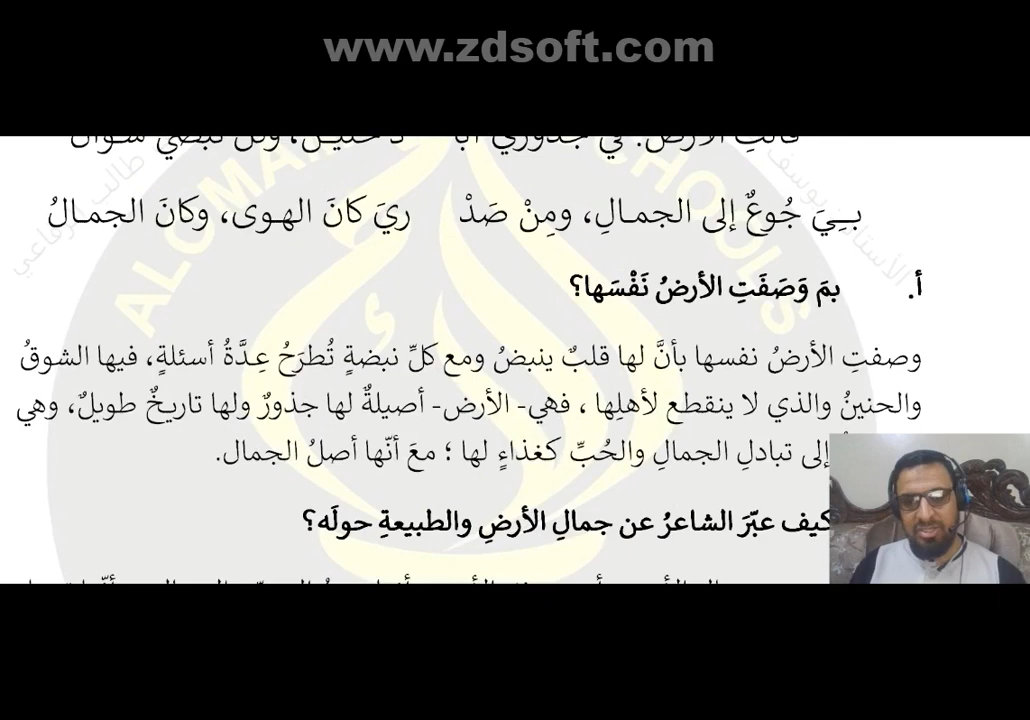 www.zdsoft.com
بِـيَ جُوعٌ إلى الجمـالِ، ومِنْ صَدْ ريَ كانَ الهـوى، وكانَ الجمـالُ
أ. بمَ وَصَفَتِ الأرضُ نَفْسَها؟
وصفتِ الأرضُ نفسها بأنَّ لها قلبٌ ينبضُ ومع كلِّ نبضةٍ تُطرَحُ عِدَّةُ أسئلةٍ، فيها الشوقُ
والحنينُ والذي لا ينقطع لأهلِها ، فهي- الأرض- أصيلةٌ لها جذورٌ ولها تاريخٌ طويلٌ، وهي
إلى تبادلِ الجمالِ والحُبِّ كغذاءٍ لها ؛ معَ أنّها أصلُ الجمال.
كيف عبّرَ الشاعرُ عن جمالِ الأرضِ والطبيعةِ حولَه؟